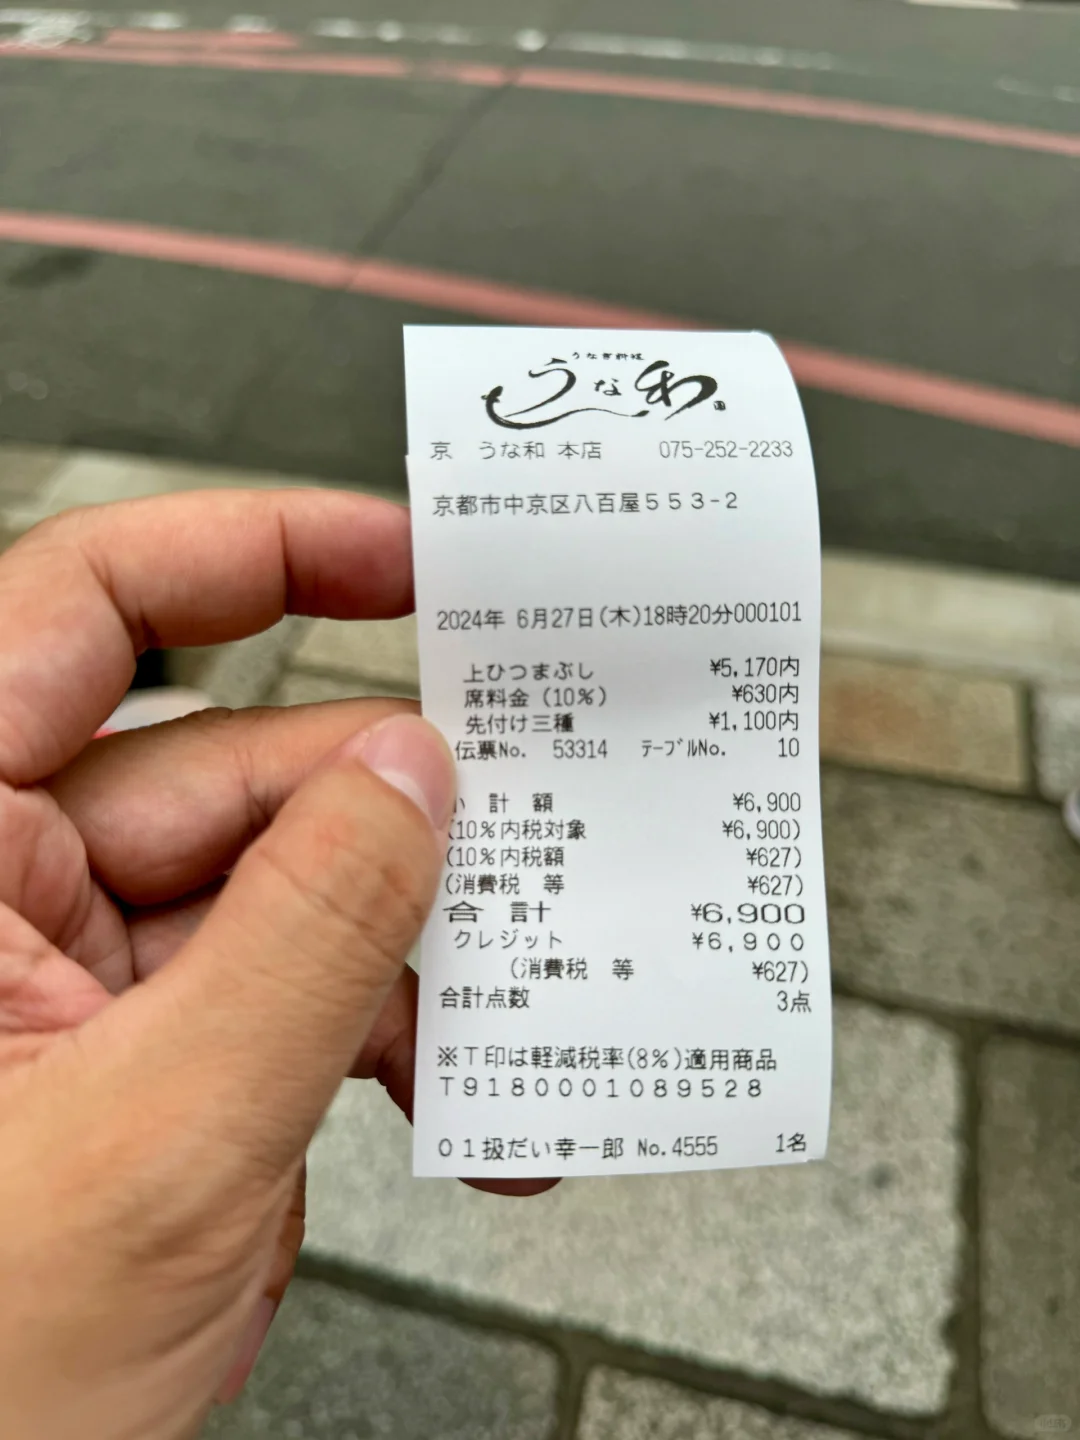 うなぎ料理
うな和
京 うな和 本店 075-252-2233
京都市中京区八百屋553-2
2024年 6月27日(木)18時20分000101
上ひつまぶし ¥5,170内
席料金(10%) ¥630内
先付け三種 ¥1,100内
伝票No. 53314 テーブルNo. 10
小 計 額 ¥6,900
(10%内税対象 ¥6,900)
(10%内税額 ¥627)
(消費税 等 ¥627)
合 計 ¥6,900
クレジット ¥6,900
(消費税 等 ¥627)
合計点数 3点
※T印は軽減税率(8%)適用商品
T9180001089528
01扱だい幸一郎 No.4555 1名